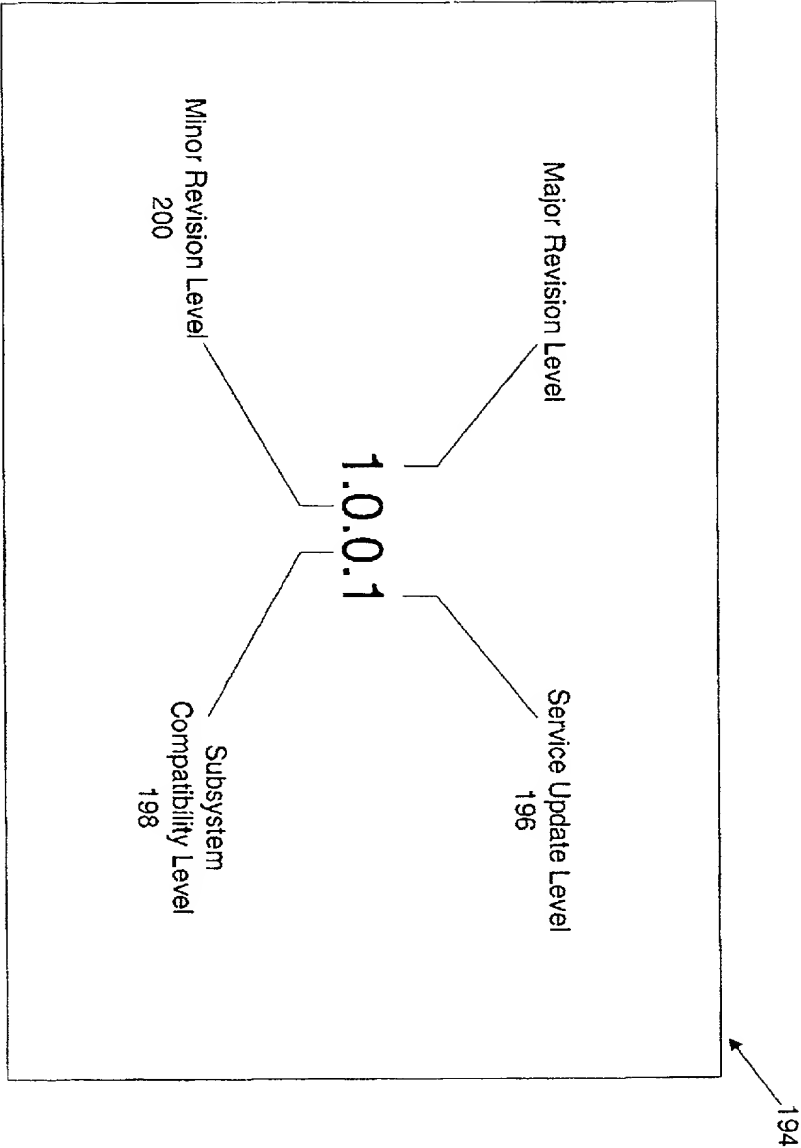 194
Major Revision Level
Service Update Level
196
1.0.0.1
Minor Revision Level
200
Subsystem
Compatibility Level
198